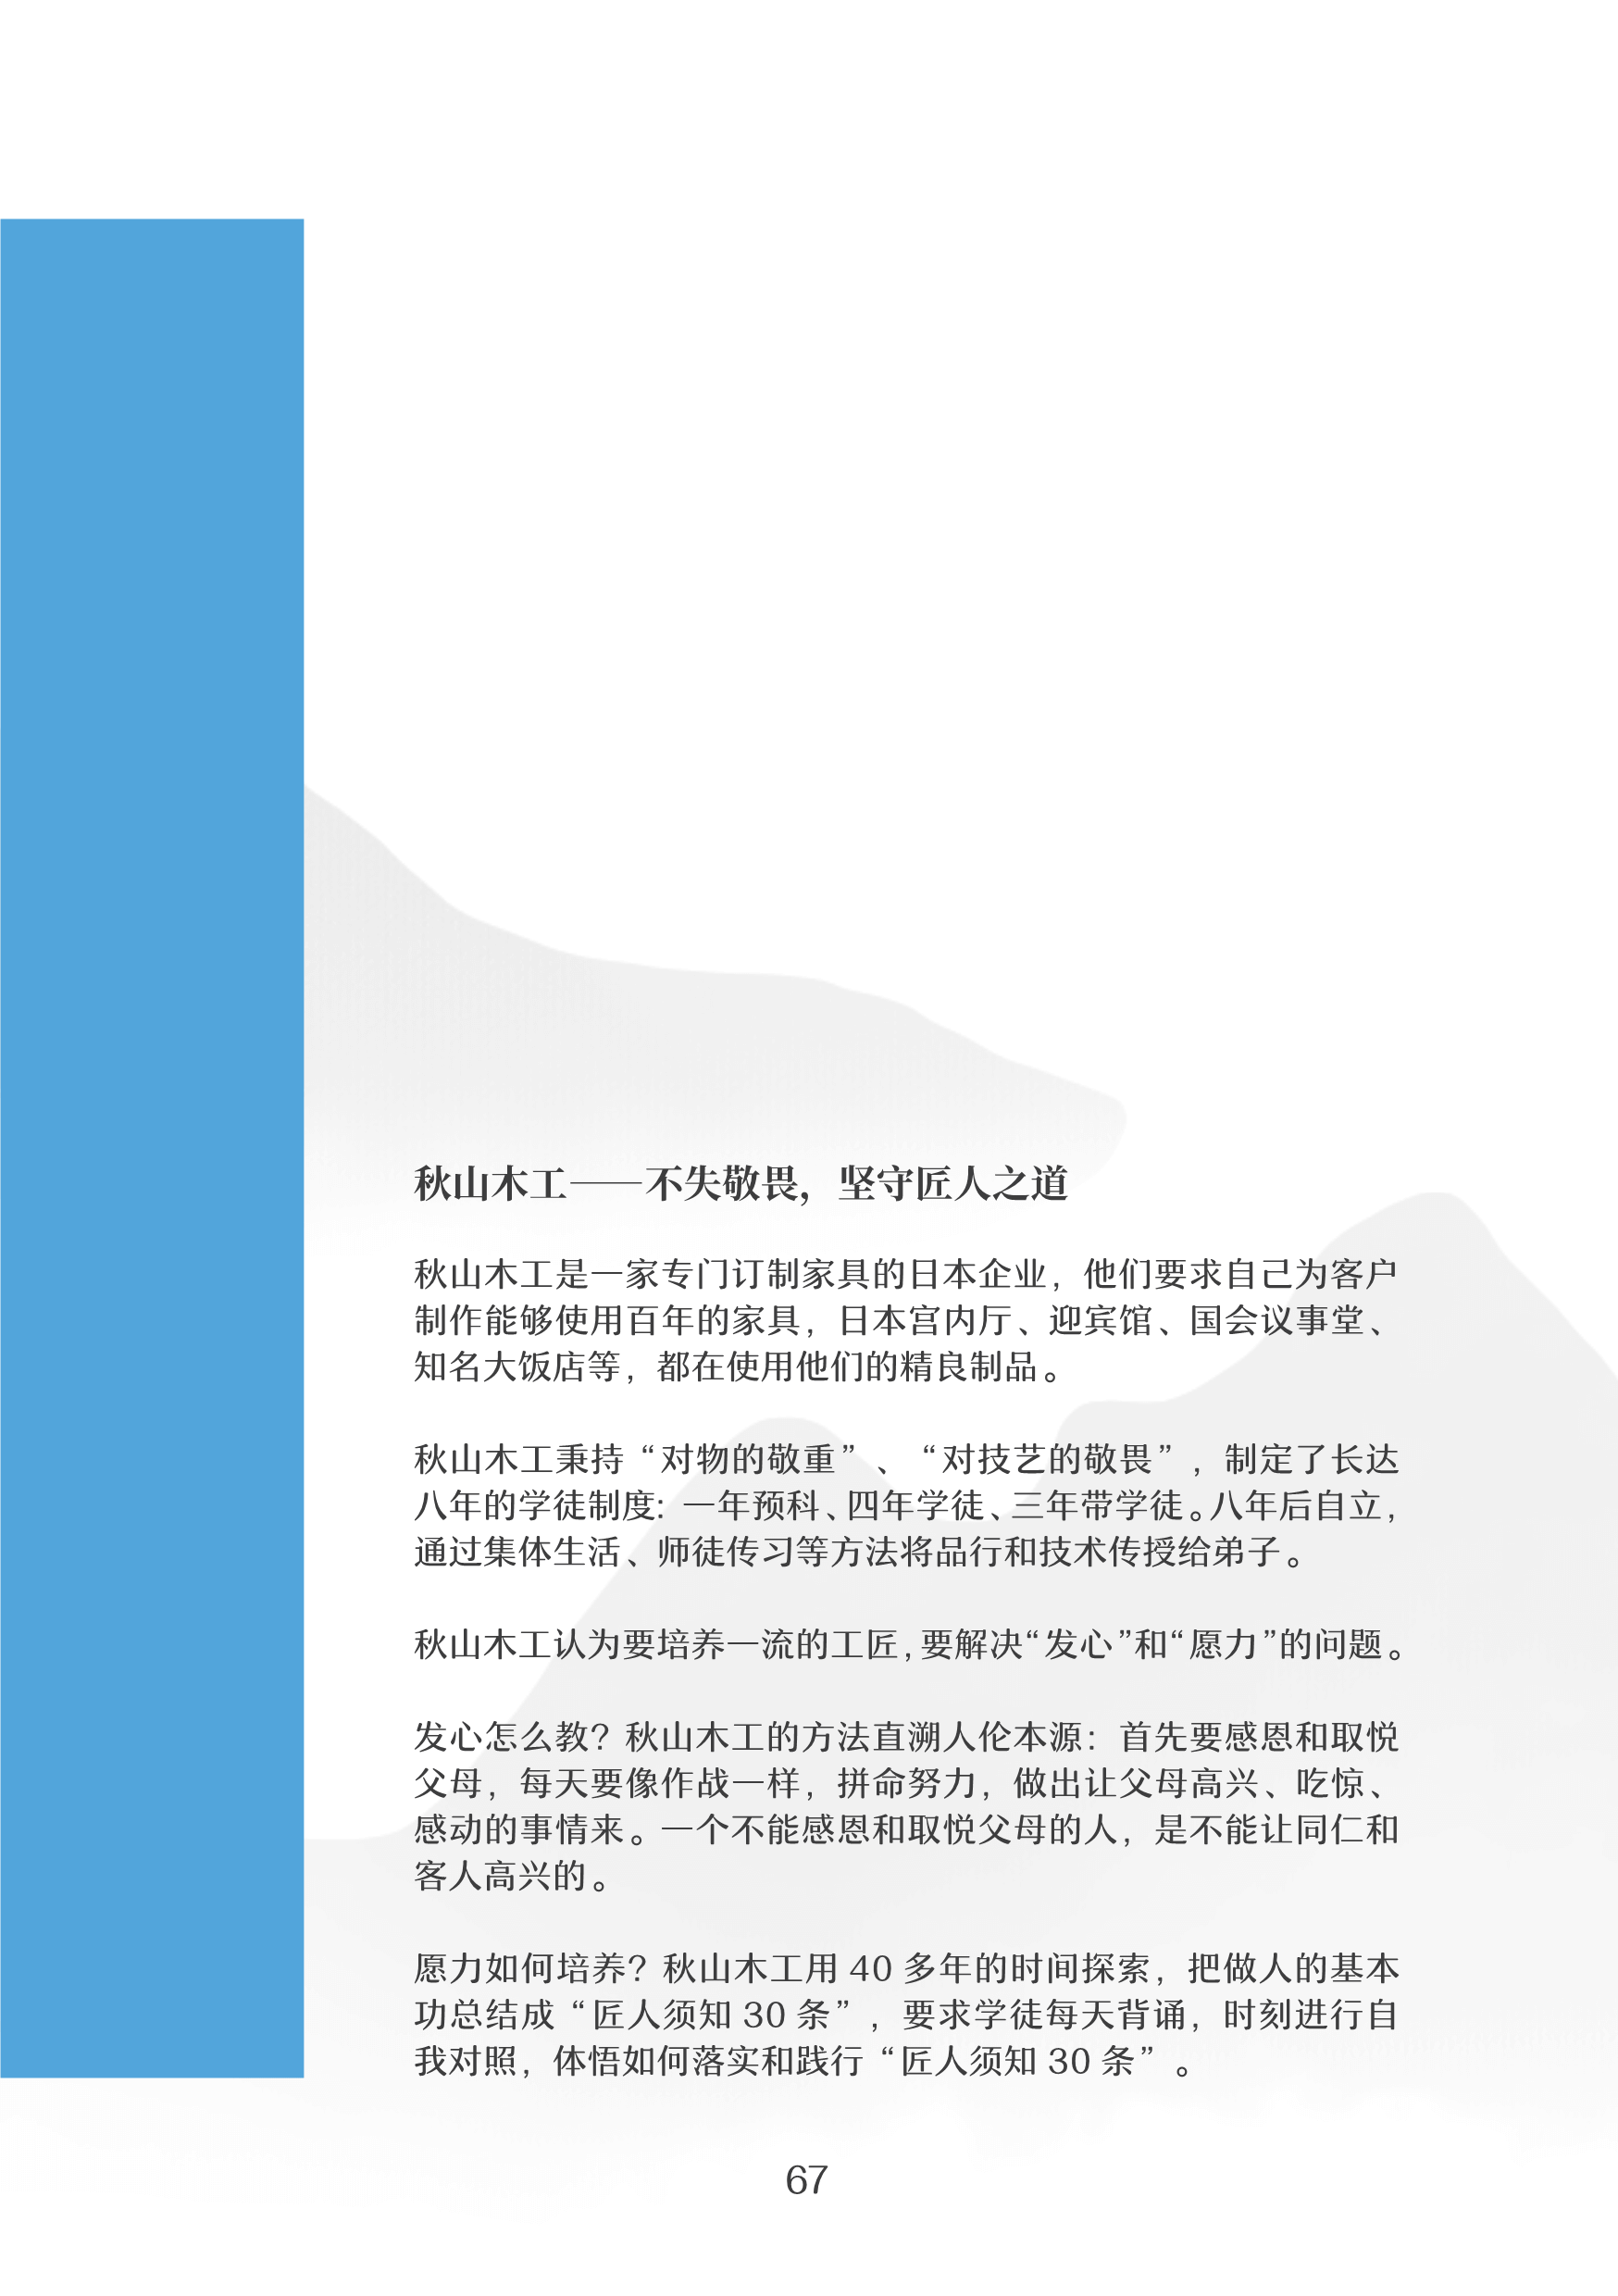 秋山木工——不失敬畏，坚守匠人之道
秋山木工是一家专门订制家具的日本企业，他们要求自己为客户
制作能够使用百年的家具，日本宫内厅、迎宾馆、国会议事堂、
知名大饭店等，都在使用他们的精良制品。
秋山木工秉持“对物的敬重”、“对技艺的敬畏”，制定了长达
八年的学徒制度：一年预科、四年学徒、三年带学徒。八年后自立，
通过集体生活、师徒传习等方法将品行和技术传授给弟子。
秋山木工认为要培养一流的工匠，要解决“发心”和“愿力”的问题。
发心怎么教？秋山木工的方法直溯人伦本源：首先要感恩和取悦
父母，每天要像作战一样，拼命努力，做出让父母高兴、吃惊、
感动的事情来。一个不能感恩和取悦父母的人，是不能让同仁和
客人高兴的。
愿力如何培养？秋山木工用 40 多年的时间探索，把做人的基本
功总结成“匠人须知 30 条”，要求学徒每天背诵，时刻进行自
我对照，体悟如何落实和践行“匠人须知 30 条”。
67